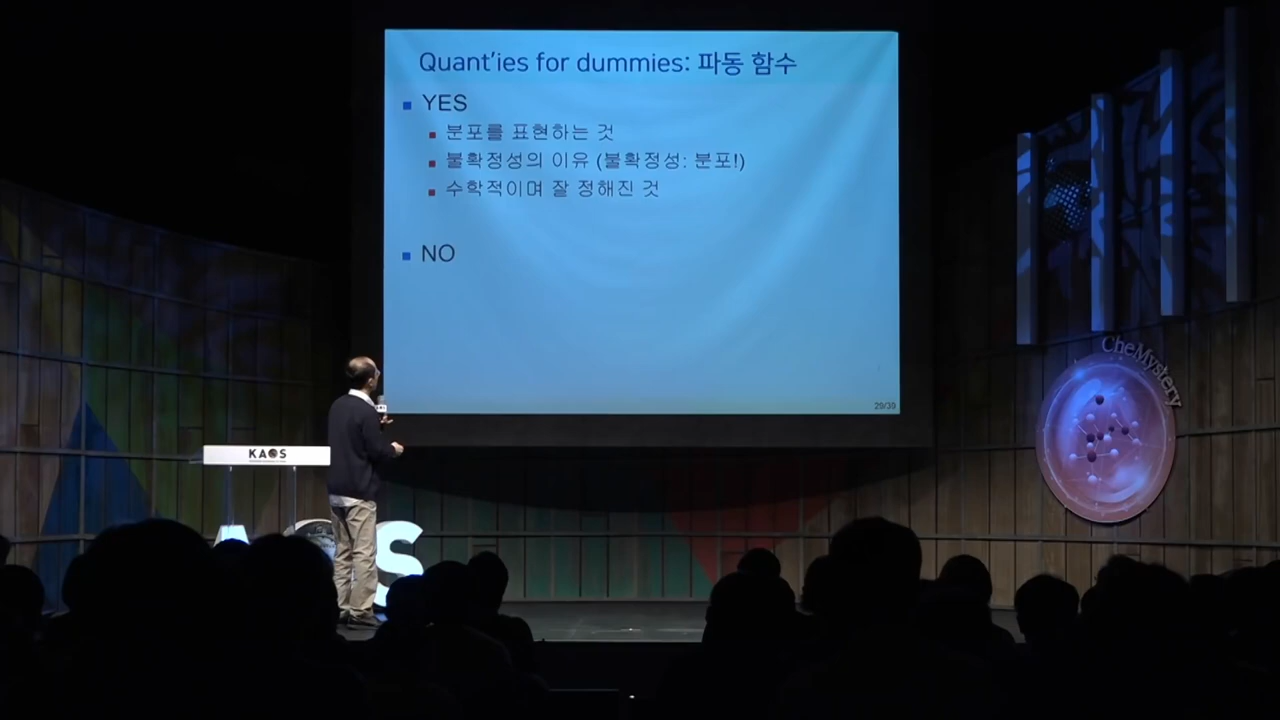 Quant'ies for dummies: 파동 함수
YES
분포를 표현하는 것
불확정성의 이유 (불확정성: 분포!)
수학적이며 잘 정해진 것
NO
29/39
CheMystery
KAOS